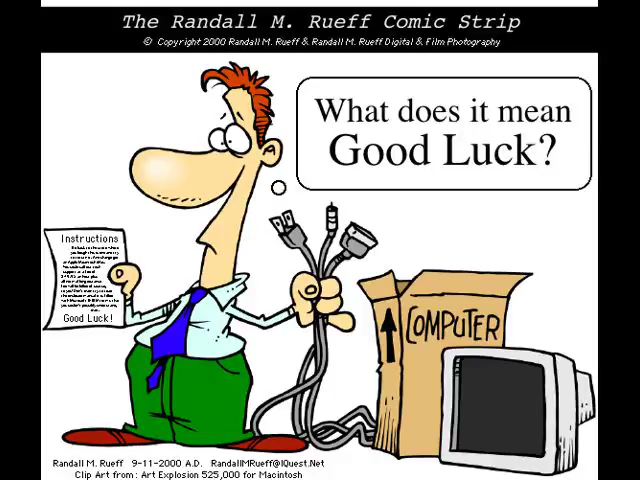 The Randall M. Rueff Comic Strip
© Copyright 2000 Randall M. Rueff & Randall M. Rueff Digital & Film Photography
What does it mean
Good Luck?
Instructions
Good Luck!
COMPUTER
Randall M. Rueff 9-11-2000 A.D. RandallMRueff@IQuest.Net
Clip Art from: Art Explosion 525,000 for Macintosh